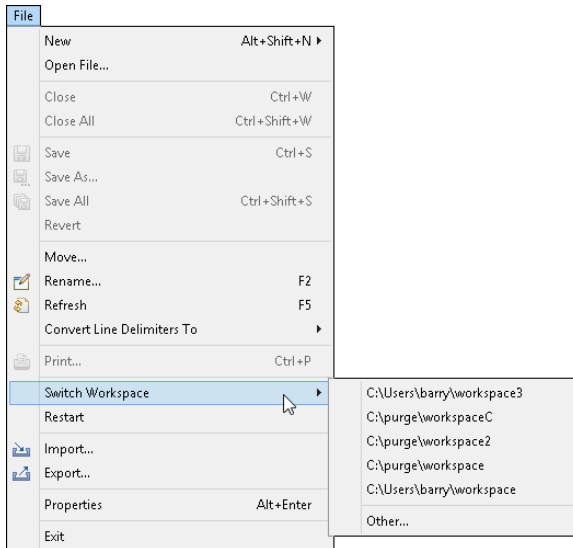 File
New Alt+Shift+N
Open File...
Close Ctrl+W
Close All Ctrl+Shift+W
Save Ctrl+S
Save As...
Save All Ctrl+Shift+S
Revert
Move...
Rename... F2
Refresh F5
Convert Line Delimiters To
Print... Ctrl+P
Switch Workspace
Restart
Import...
Export...
Properties Alt+Enter
Exit
C:\Users\barry\workspace3
C:\purge\workspaceC
C:\purge\workspace2
C:\purge\workspace
C:\Users\barry\workspace
Other...